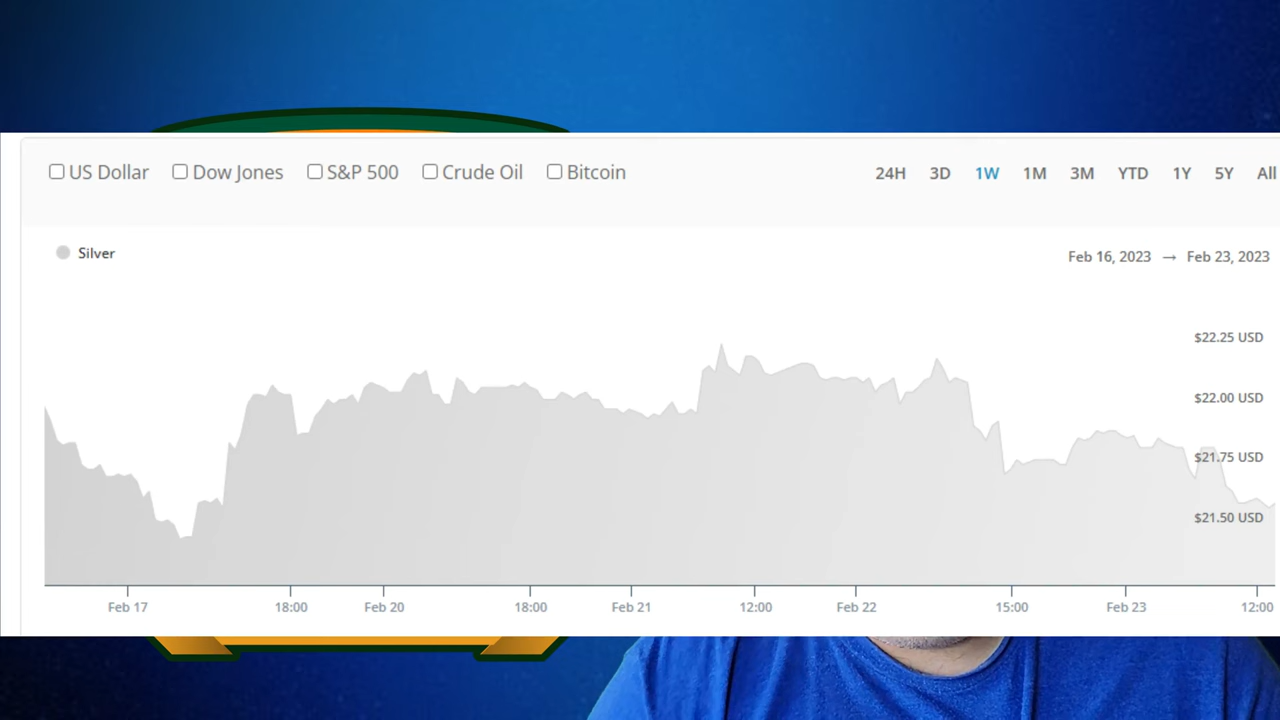 US Dollar Dow Jones S&P 500 Crude Oil Bitcoin 24H 3D 1W 1M 3M YTD 1Y 5Y All
Silver Feb 16, 2023 → Feb 23, 2023
$22.25 USD
$22.00 USD
$21.75 USD
$21.50 USD
Feb 17 18:00 Feb 20 18:00 Feb 21 12:00 Feb 22 15:00 Feb 23 12:00